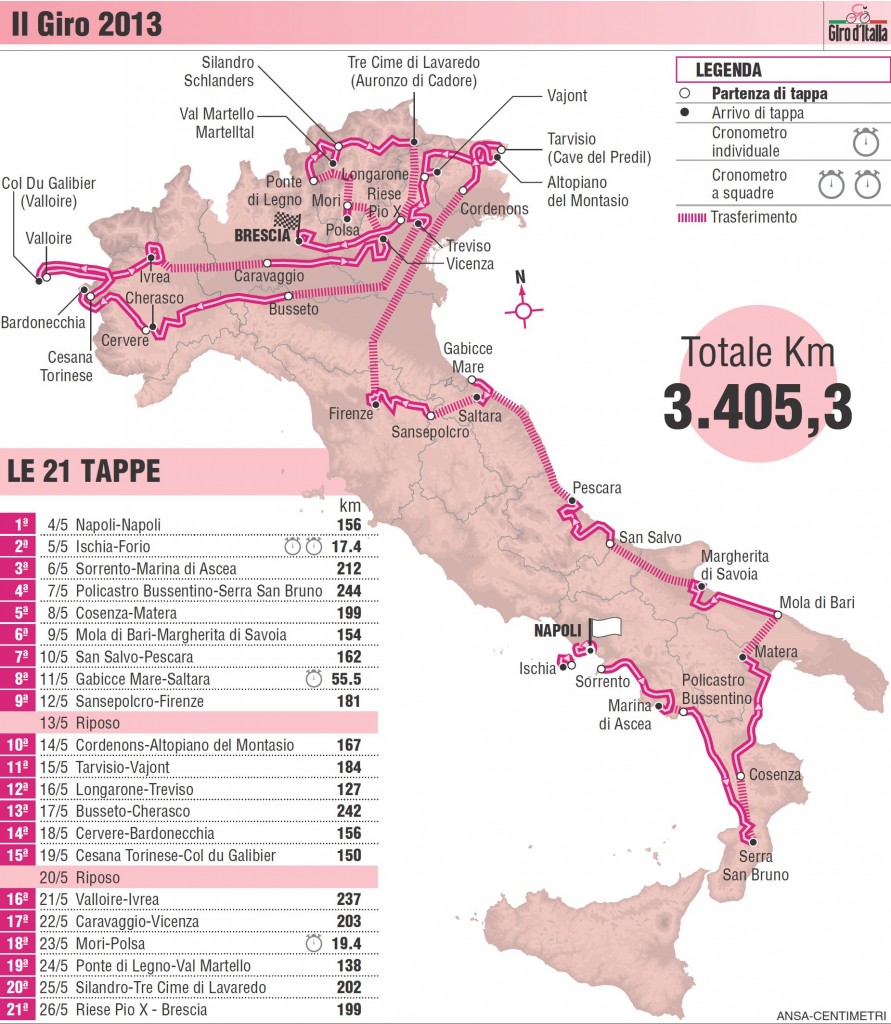 Il Giro 2013
Giro d'Italia
LEGENDA
Partenza di tappa
Arrivo di tappa
Cronometro
individuale
Cronometro
a squadre
Trasferimento
Silandro
Schlanders
Tre Cime di Lavaredo
(Auronzo di Cadore)
Val Martello
Martelltal
Vajont
Tarvisio
(Cave del Predil)
Altopiano
del Montasio
Ponte
di Legno
Longarone
Mori
Riese
Pio X
Polsa
Cordenons
BRESCIA
Treviso
Vicenza
Col Du Galibier
(Valloire)
Valloire
Ivrea
Caravaggio
Cherasco
Busseto
Bardonecchia
Cervere
Cesana
Torinese
N
Gabicce
Mare
Firenze
Saltara
Sansepolcro
Totale Km
3.405,3
Pescara
San Salvo
Margherita
di Savoia
Mola di Bari
NAPOLI
Ischia
Sorrento
Matera
Policastro
Bussentino
Marina
di Ascea
Cosenza
Serra
San Bruno
LE 21 TAPPE
km
1ª 4/5 Napoli-Napoli 156
2ª 5/5 Ischia-Forio 17.4
3ª 6/5 Sorrento-Marina di Ascea 212
4ª 7/5 Policastro Bussentino-Serra San Bruno 244
5ª 8/5 Cosenza-Matera 199
6ª 9/5 Mola di Bari-Margherita di Savoia 154
7ª 10/5 San Salvo-Pescara 162
8ª 11/5 Gabicce Mare-Saltara 55.5
9ª 12/5 Sansepolcro-Firenze 181
13/5 Riposo
10ª 14/5 Cordenons-Altopiano del Montasio 167
11ª 15/5 Tarvisio-Vajont 184
12ª 16/5 Longarone-Treviso 127
13ª 17/5 Busseto-Cherasco 242
14ª 18/5 Cervere-Bardonecchia 156
15ª 19/5 Cesana Torinese-Col du Galibier 150
20/5 Riposo
16ª 21/5 Valloire-Ivrea 237
17ª 22/5 Caravaggio-Vicenza 203
18ª 23/5 Mori-Polsa 19.4
19ª 24/5 Ponte di Legno-Val Martello 138
20ª 25/5 Silandro-Tre Cime di Lavaredo 202
21ª 26/5 Riese Pio X - Brescia 199
ANSA-CENTIMETRI